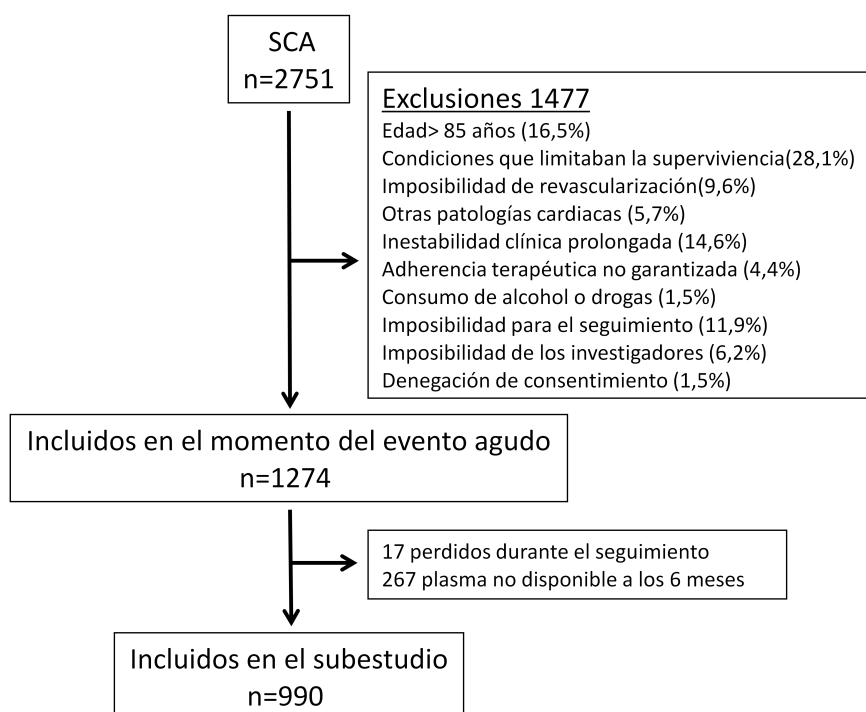 SCA
n=2751
Exclusiones 1477
Edad> 85 años (16,5%)
Condiciones que limitaban la superviviencia(28,1%)
Imposibilidad de revascularización(9,6%)
Otras patologías cardiacas (5,7%)
Inestabilidad clínica prolongada (14,6%)
Adherencia terapéutica no garantizada (4,4%)
Consumo de alcohol o drogas (1,5%)
Imposibilidad para el seguimiento (11,9%)
Imposibilidad de los investigadores (6,2%)
Denegación de consentimiento (1,5%)
Incluidos en el momento del evento agudo
n=1274
17 perdidos durante el seguimiento
267 plasma no disponible a los 6 meses
Incluidos en el subestudio
n=990